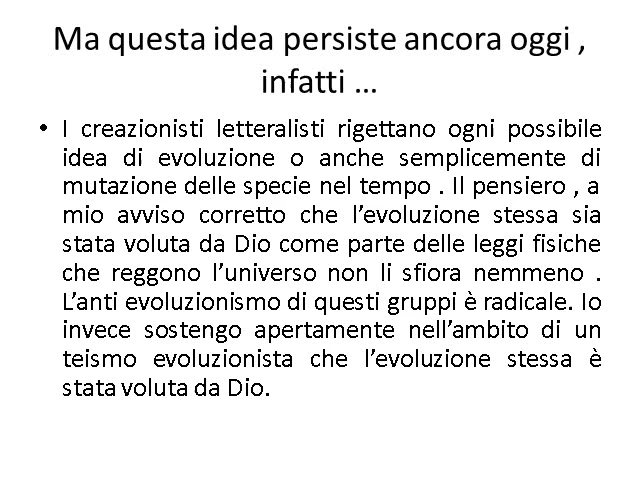 Ma questa idea persiste ancora oggi ,
infatti …
• I creazionisti letteralisti rigettano ogni possibile
idea di evoluzione o anche semplicemente di
mutazione delle specie nel tempo . Il pensiero , a
mio avviso corretto che l’evoluzione stessa sia
stata voluta da Dio come parte delle leggi fisiche
che reggono l’universo non li sfiora nemmeno .
L’anti evoluzionismo di questi gruppi è radicale. Io
invece sostengo apertamente nell’ambito di un
teismo evoluzionista che l’evoluzione stessa è
stata voluta da Dio.